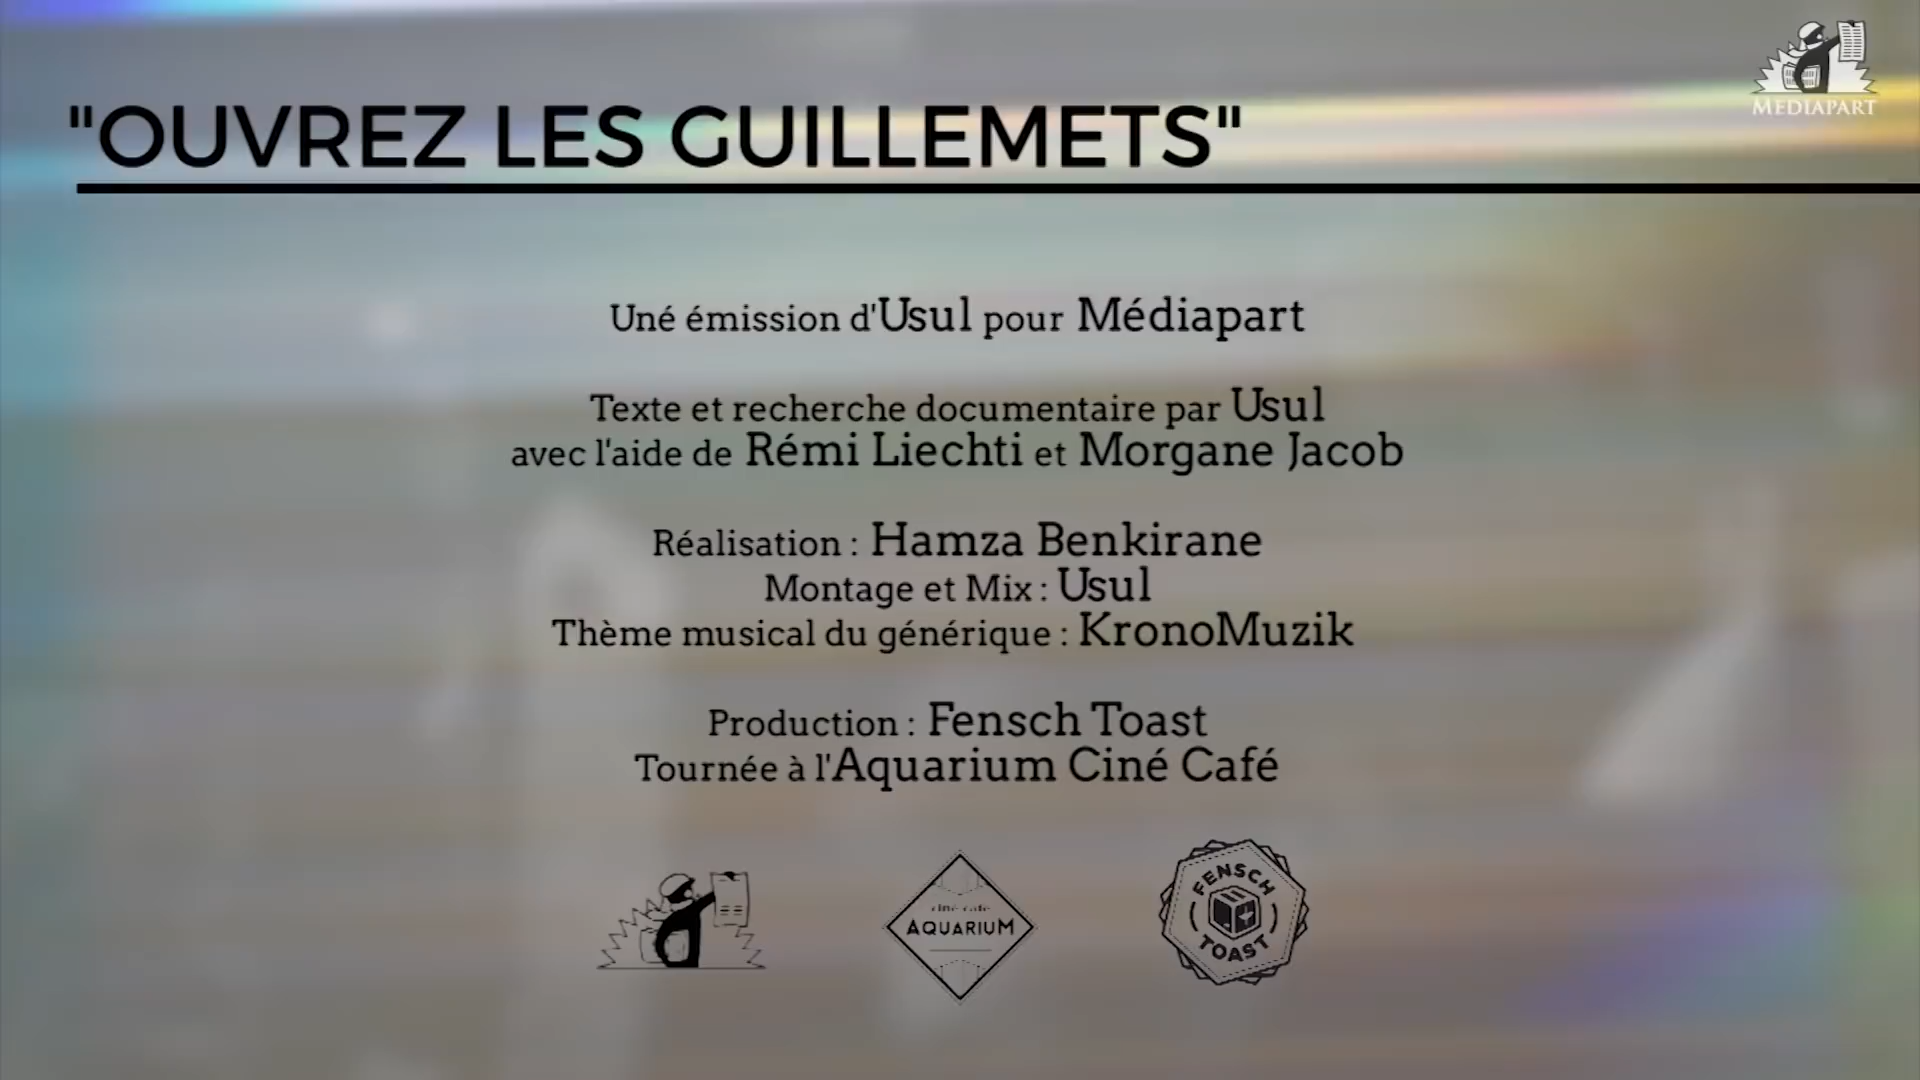 "OUVREZ LES GUILLEMETS"
MEDIAPART
Uné émission d'Usul pour Médiapart
Texte et recherche documentaire par Usul
avec l'aide de Rémi Liechti et Morgane Jacob
Réalisation : Hamza Benkirane
Montage et Mix : Usul
Thème musical du générique : KronoMuzik
Production : Fensch Toast
Tournée à l'Aquarium Ciné Café
ciné café
AQUARIUM
FENSCH
TOAST